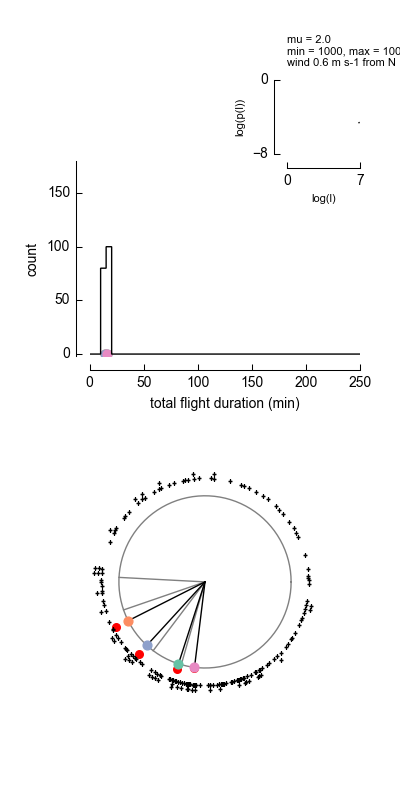 mu = 2.0
min = 1000, max = 100
wind 0.6 m s-1 from N
0
log(p(l))
−8
0 7
log(l)
150
100
50
0
count
0 50 100 150 200 250
total flight duration (min)